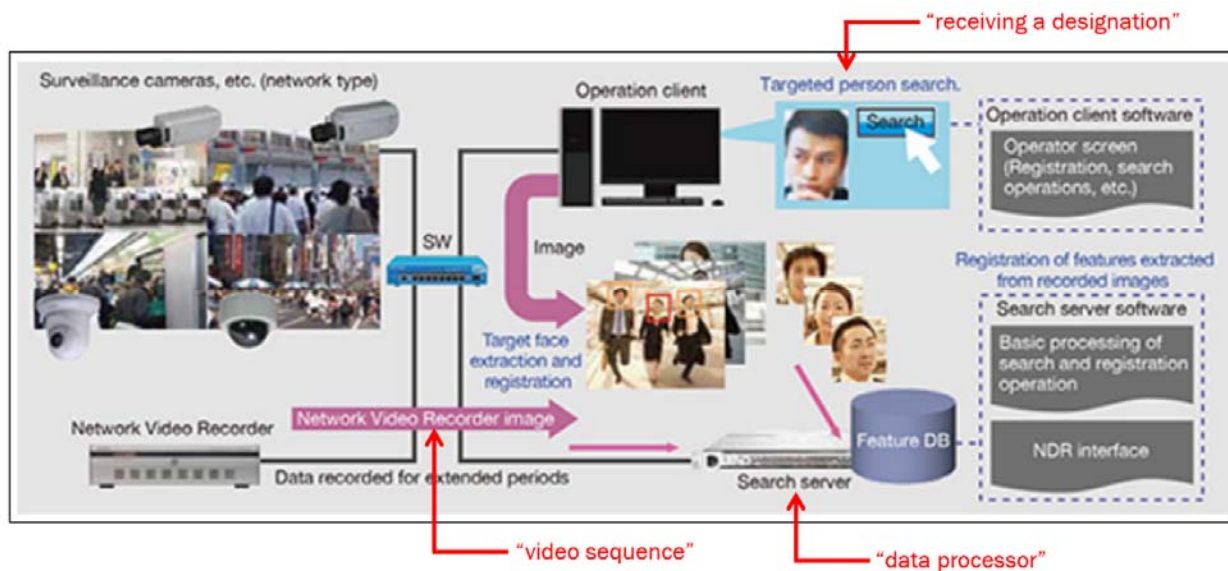 “receiving a designation”
Surveillance cameras, etc. (network type)
Operation client
Targeted person search.
Search
Operation client software
Operator screen
(Registration, search
operations, etc.)
SW
Image
Registration of features extracted
from recorded images
Target face
extraction and
registration
Search server software
Basic processing of
search and registration
operation
Network Video Recorder image
Network Video Recorder
Feature DB
NDR interface
Data recorded for extended periods
Search server
“video sequence”
“data processor”